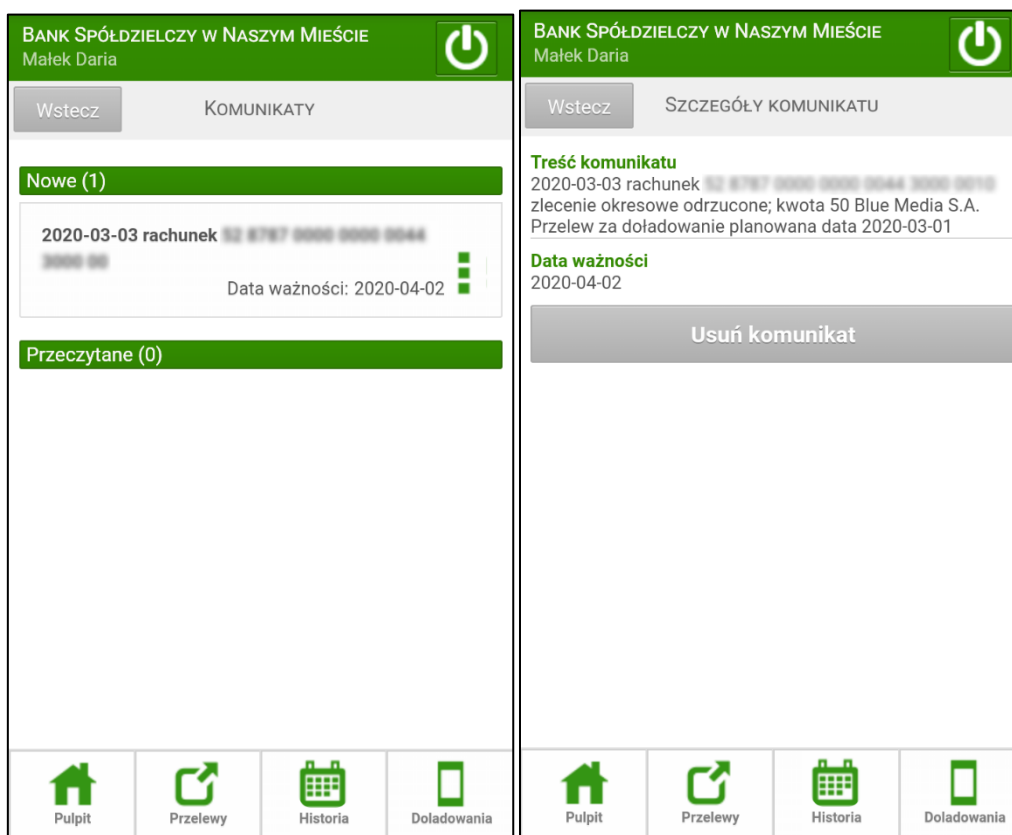 BANK SPÓŁDZIELCZY W NASZYM MIEŚCIE
Małek Daria
Wstecz
KOMUNIKATY
Nowe (1)
2020-03-03 rachunek
Data ważności: 2020-04-02
Przeczytane (0)
Pulpit
Przelewy
Historia
Doladowania
BANK SPÓŁDZIELCZY W NASZYM MIEŚCIE
Małek Daria
Wstecz
SZCZEGÓŁY KOMUNIKATU
Treść komunikatu
2020-03-03 rachunek
zlecenie okresowe odrzucone; kwota 50 Blue Media S.A.
Przelew za doładowanie planowana data 2020-03-01
Data ważności
2020-04-02
Usuń komunikat
Pulpit
Przelewy
Historia
Doladowania